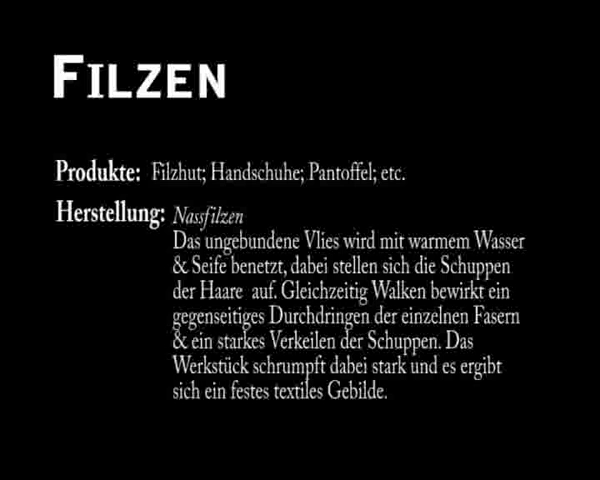 FILZEN
Produkte: Filzhut; Handschuhe; Pantoffel; etc.
Herstellung: Nassfilzen
Das ungebundene Vlies wird mit warmem Wasser
& Seife benetzt, dabei stellen sich die Schuppen
der Haare auf. Gleichzeitig Walken bewirkt ein
gegenseitiges Durchdringen der einzelnen Fasern
& ein starkes Verkeilen der Schuppen. Das
Werkstück schrumpft dabei stark und es ergibt
sich ein festes textiles Gebilde.